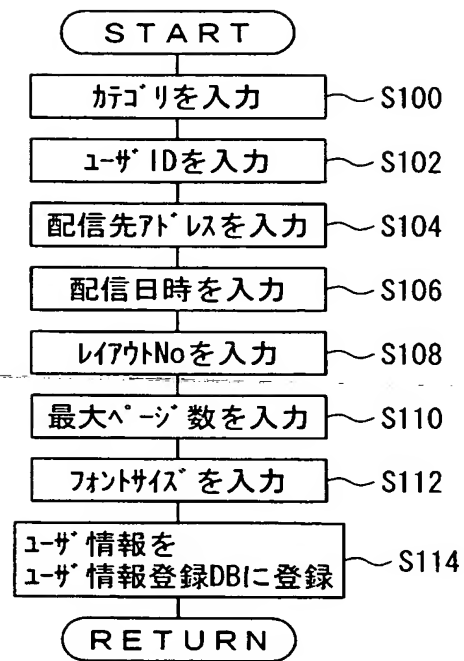 START
カテゴリを入力
S100
ユーザIDを入力
S102
配信先アドレスを入力
S104
配信日時を入力
S106
レイアウトNoを入力
S108
最大ページ数を入力
S110
フォントサイズを入力
S112
ユーザ情報を
ユーザ情報登録DBに登録
S114
RETURN